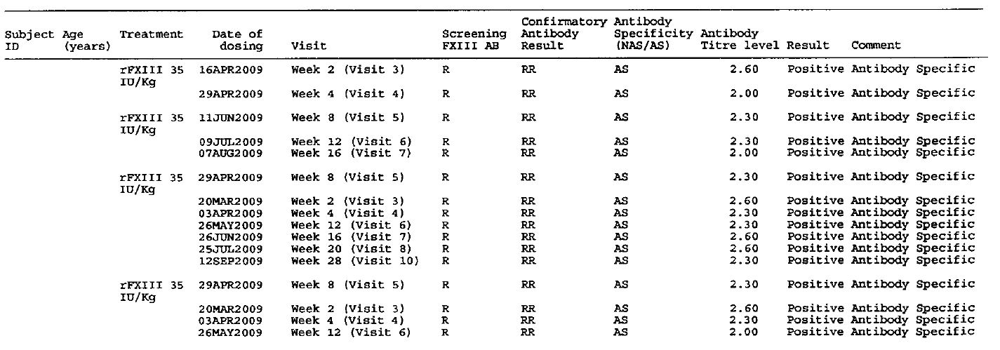 Confirmatory Antibody
Subject Age Treatment Date of Screening Antibody Specificity Antibody
ID (years) dosing Visit FXIII AB Result (NAS/AS) Titre level Result Comment
rFXIII 35 16APR2009 Week 2 (Visit 3) R RR AS 2.60 Positive Antibody Specific
IU/Kg
29APR2009 Week 4 (Visit 4) R RR AS 2.00 Positive Antibody Specific
rFXIII 35 11JUN2009 Week 8 (Visit 5) R RR AS 2.30 Positive Antibody Specific
IU/Kg
09JUL2009 Week 12 (Visit 6) R RR AS 2.30 Positive Antibody Specific
07AUG2009 Week 16 (Visit 7) R RR AS 2.00 Positive Antibody Specific
rFXIII 35 29APR2009 Week 8 (Visit 5) R RR AS 2.30 Positive Antibody Specific
IU/Kg
20MAR2009 Week 2 (Visit 3) R RR AS 2.60 Positive Antibody Specific
03APR2009 Week 4 (Visit 4) R RR AS 2.30 Positive Antibody Specific
26MAY2009 Week 12 (Visit 6) R RR AS 2.30 Positive Antibody Specific
26JUN2009 Week 16 (Visit 7) R RR AS 2.60 Positive Antibody Specific
25JUL2009 Week 20 (Visit 8) R RR AS 2.60 Positive Antibody Specific
12SEP2009 Week 28 (Visit 10) R RR AS 2.30 Positive Antibody Specific
rFXIII 35 29APR2009 Week 8 (Visit 5) R RR AS 2.30 Positive Antibody Specific
IU/Kg
20MAR2009 Week 2 (Visit 3) R RR AS 2.60 Positive Antibody Specific
03APR2009 Week 4 (Visit 4) R RR AS 2.30 Positive Antibody Specific
26MAY2009 Week 12 (Visit 6) R RR AS 2.00 Positive Antibody Specific